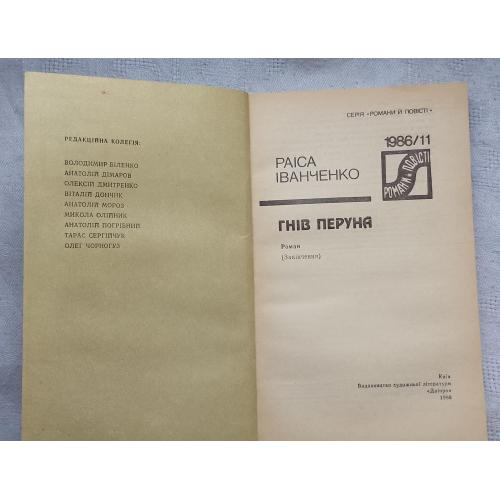 РЕДАКЦІЙНА КОЛЕГІЯ:
ВОЛОДИМИР БІЛЕНКО
АНАТОЛІЙ ДІМАРОВ
ОЛЕКСІЙ ДМИТРЕНКО
ВІТАЛІЙ ДОНЧИК
АНАТОЛІЙ МОРОЗ
МИКОЛА ОЛІЙНИК
АНАТОЛІЙ ПОГРІБНИЙ
ТАРАС СЕРГІЙЧУК
ОЛЕГ ЧОРНОГУЗ
СЕРІЯ «РОМАНИ Й ПОВІСТІ»
1986/11
РАЇСА
ІВАНЧЕНКО
РОМАНИ Й ПОВІСТІ
ГНІВ ПЕРУНА
Роман
(Закінчення)
Київ
Видавництво художньої літератури
«Дніпро»
1986